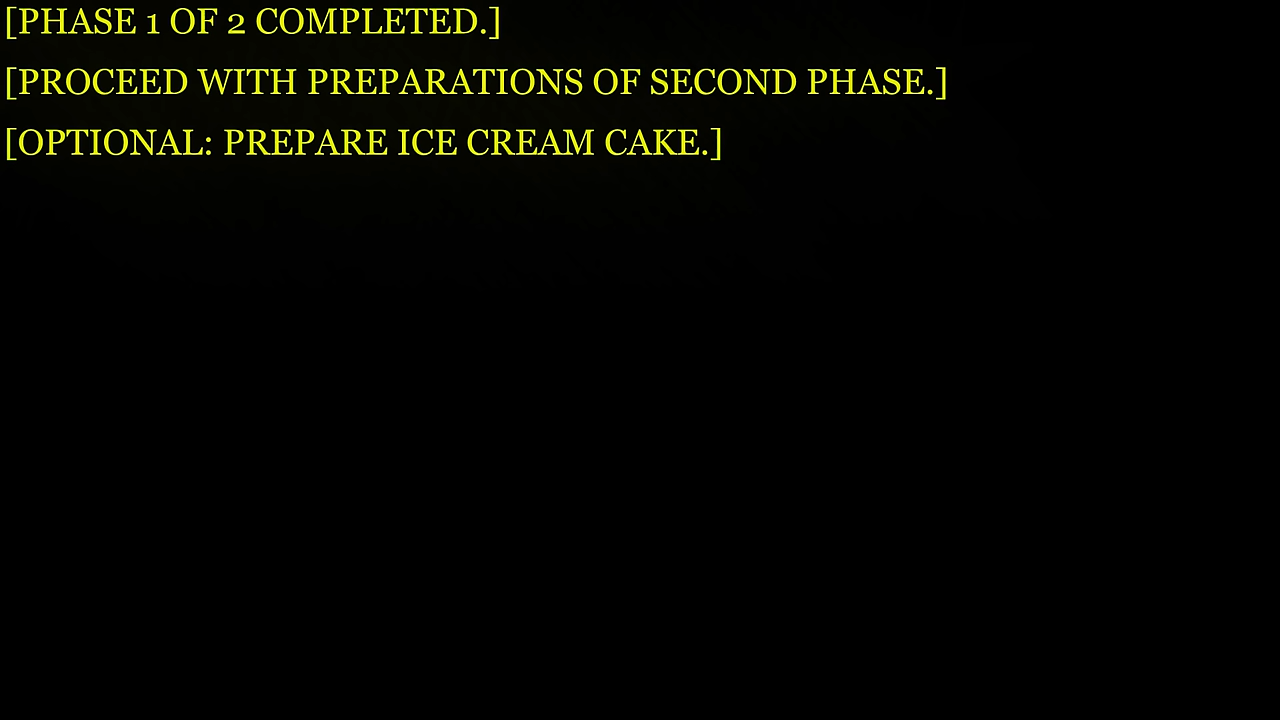 [PHASE 1 OF 2 COMPLETED.]
[PROCEED WITH PREPARATIONS OF SECOND PHASE.]
[OPTIONAL: PREPARE ICE CREAM CAKE.]